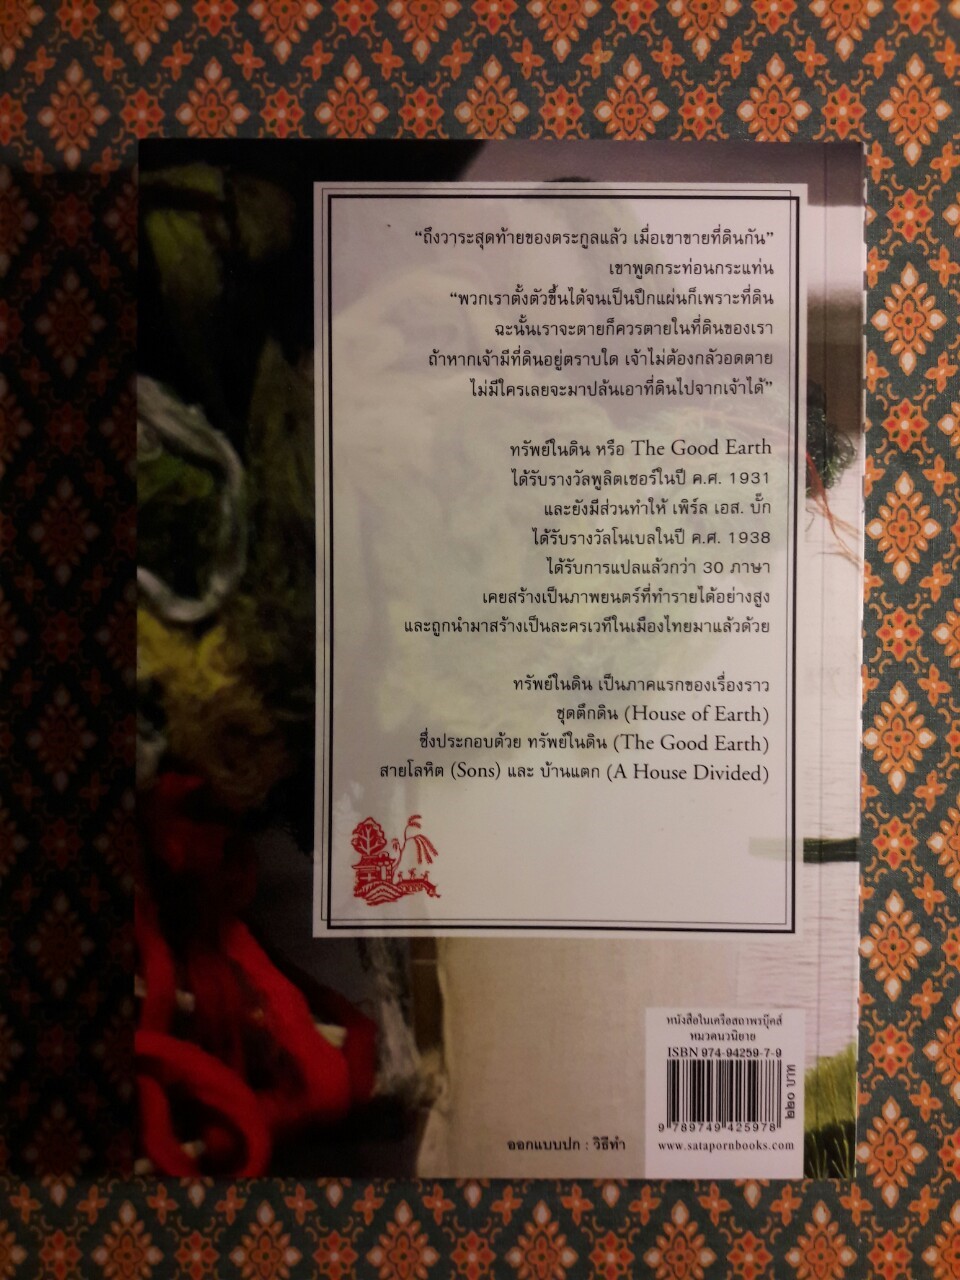 “ถึงวาระสุดท้ายของตระกูลแล้ว เมื่อเขาขายที่ดินกัน”
เขาพูดกระท่อนกระแท่น
“พวกเราตั้งตัวขึ้นได้จนเป็นปึกแผ่นก็เพราะที่ดิน
ฉะนั้นเราจะตายก็ควรตายในที่ดินของเรา
ถ้าหากเจ้ามีที่ดินอยู่ตราบใด เจ้าไม่ต้องกลัวอดตาย
ไม่มีใครเลยจะมาปล้นเอาที่ดินไปจากเจ้าได้”
ทรัพย์ในดิน หรือ The Good Earth
ได้รับรางวัลพูลิตเซอร์ในปี ค.ศ. 1931
และยังมีส่วนทำให้ เพิร์ล เอส. บั๊ก
ได้รับรางวัลโนเบลในปี ค.ศ. 1938
ได้รับการแปลแล้วกว่า 30 ภาษา
เคยสร้างเป็นภาพยนตร์ที่ทำรายได้อย่างสูง
และถูกนำมาสร้างเป็นละครเวทีในเมืองไทยมาแล้วด้วย
ทรัพย์ในดิน เป็นภาคแรกของเรื่องราว
ชุดตึกดิน (House of Earth)
ซึ่งประกอบด้วย ทรัพย์ในดิน (The Good Earth)
สายโลหิต (Sons) และ บ้านแตก (A House Divided)
หนังสือในเครือสถาพรบุ๊คส์
หมวดนวนิยาย
ISBN 974-94259-7-9
๒๒๐ บาท
9 789749 425978
www.satapornbooks.com
ออกแบบปก : วิธีทำ